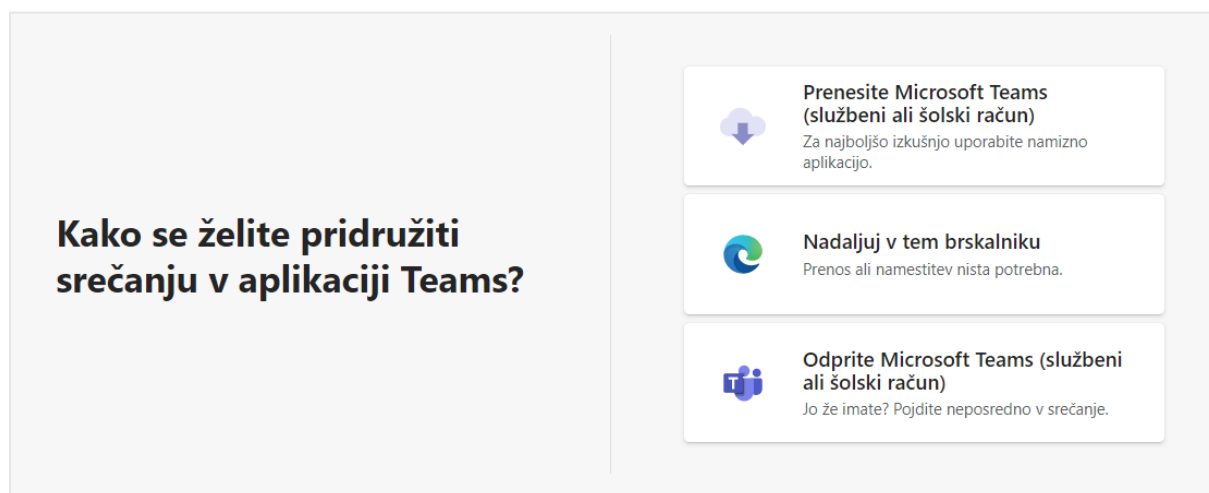 Kako se želite pridružiti
srečanju v aplikaciji Teams?
Prenesite Microsoft Teams
(službeni ali šolski račun)
Za najboljšo izkušnjo uporabite namizno
aplikacijo.
Nadaljuj v tem brskalniku
Prenos ali namestitev nista potrebna.
Odprite Microsoft Teams (službeni
ali šolski račun)
Jo že imate? Pojdite neposredno v srečanje.